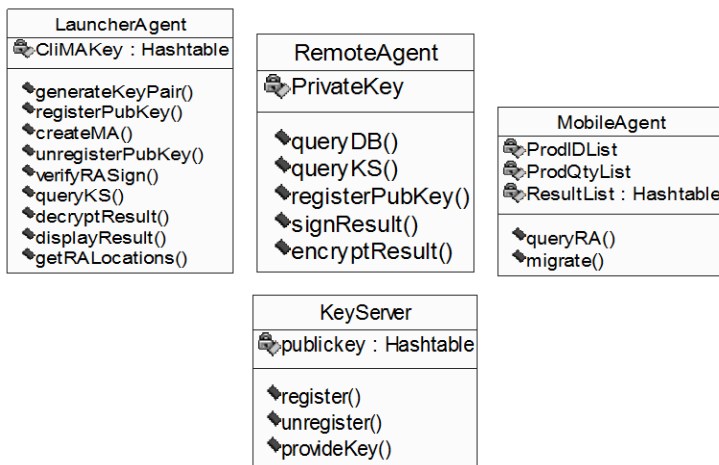 LauncherAgent
CliMAKey : Hashtable
generateKeyPair()
registerPubKey()
createMA()
unregisterPubKey()
verifyRASign()
queryKS()
decryptResult()
displayResult()
getRALocations()
RemoteAgent
PrivateKey
queryDB()
queryKS()
registerPubKey()
signResult()
encryptResult()
MobileAgent
ProdIDList
ProdQtyList
ResultList : Hashtable
queryRA()
migrate()
KeyServer
publickey : Hashtable
register()
unregister()
provideKey()